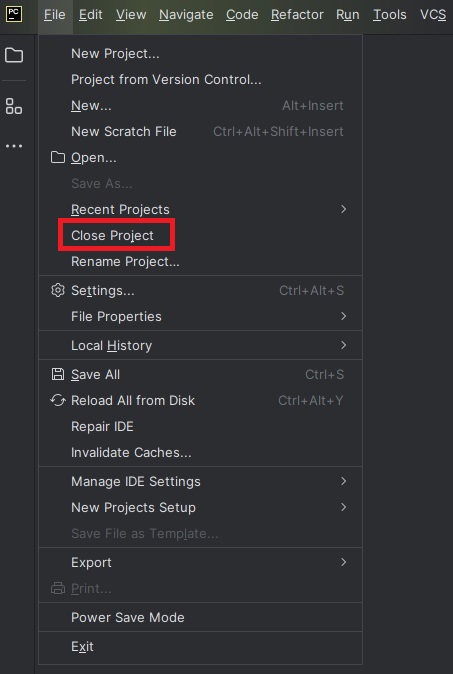 PC File Edit View Navigate Code Refactor Run Tools VCS
New Project...
Project from Version Control...
New... Alt+Insert
New Scratch File Ctrl+Alt+Shift+Insert
Open...
Save As...
Recent Projects
Close Project
Rename Project...
Settings... Ctrl+Alt+S
File Properties
Local History
Save All Ctrl+S
Reload All from Disk Ctrl+Alt+Y
Repair IDE
Invalidate Caches...
Manage IDE Settings
New Projects Setup
Save File as Template...
Export
Print...
Power Save Mode
Exit